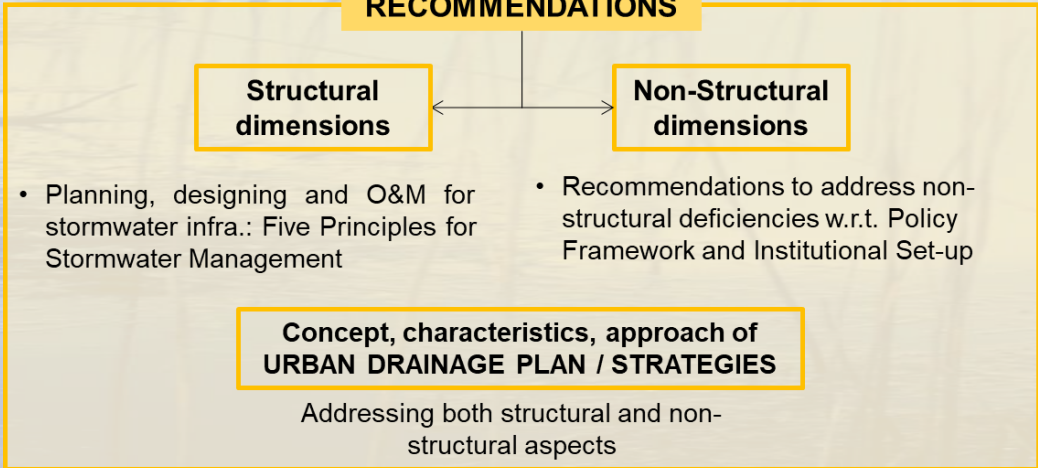 RECOMMENDATIONS
Structural
dimensions
Non-Structural
dimensions
• Planning, designing and O&M for
stormwater infra.: Five Principles for
Stormwater Management
• Recommendations to address non-
structural deficiencies w.r.t. Policy
Framework and Institutional Set-up
Concept, characteristics, approach of
URBAN DRAINAGE PLAN / STRATEGIES
Addressing both structural and non-
structural aspects